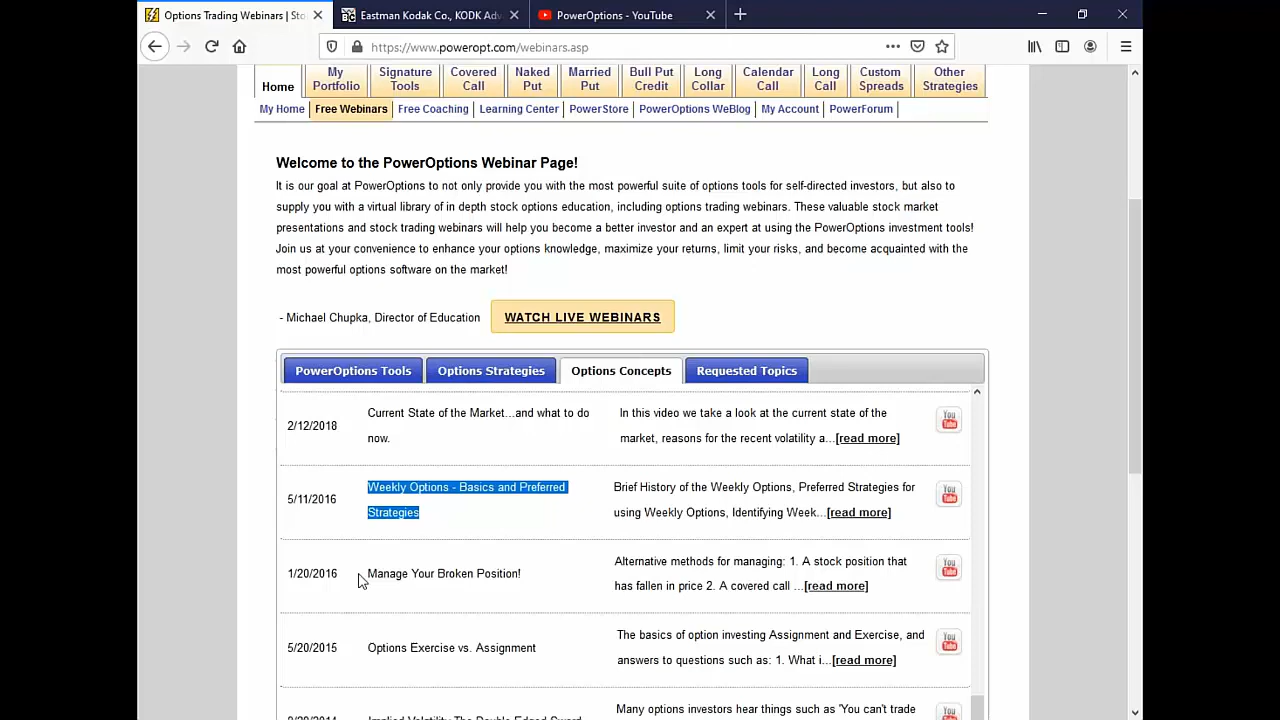 Options Trading Webinars | Sto
Eastman Kodak Co., KODK Adv
PowerOptions - YouTube
https://www.poweropt.com/webinars.asp
Home
My Portfolio
Signature Tools
Covered Call
Naked Put
Married Put
Bull Put Credit
Long Collar
Calendar Call
Long Call
Custom Spreads
Other Strategies
My Home
Free Webinars
Free Coaching
Learning Center
PowerStore
PowerOptions WeBlog
My Account
PowerForum
Welcome to the PowerOptions Webinar Page!
It is our goal at PowerOptions to not only provide you with the most powerful suite of options tools for self-directed investors, but also to
supply you with a virtual library of in depth stock options education, including options trading webinars. These valuable stock market
presentations and stock trading webinars will help you become a better investor and an expert at using the PowerOptions investment tools!
Join us at your convenience to enhance your options knowledge, maximize your returns, limit your risks, and become acquainted with the
most powerful options software on the market!
- Michael Chupka, Director of Education
WATCH LIVE WEBINARS
PowerOptions Tools
Options Strategies
Options Concepts
Requested Topics
2/12/2018
Current State of the Market...and what to do
now.
In this video we take a look at the current state of the
market, reasons for the recent volatility a...[read more]
You Tube
5/11/2016
Weekly Options - Basics and Preferred
Strategies
Brief History of the Weekly Options, Preferred Strategies for
using Weekly Options, Identifying Week...[read more]
You Tube
1/20/2016
Manage Your Broken Position!
Alternative methods for managing: 1. A stock position that
has fallen in price 2. A covered call ...[read more]
You Tube
5/20/2015
Options Exercise vs. Assignment
The basics of option investing Assignment and Exercise, and
answers to questions such as: 1. What i...[read more]
You Tube
Implied Volatility The Double Edged Sword
Many options investors hear things such as 'You can't trade
You